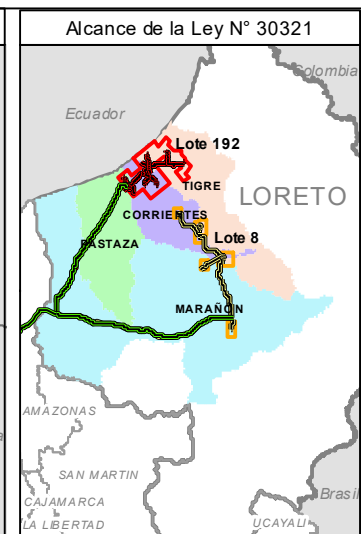 Alcance de la Ley N° 30321
Colombia
Ecuador
Lote 192
TIGRE
LORETO
CORRIENTES
Lote 8
PASTAZA
MARAÑÓN
AMAZONAS
SAN MARTIN
CAJAMARCA
Brasil
LA LIBERTAD
UCAYALI